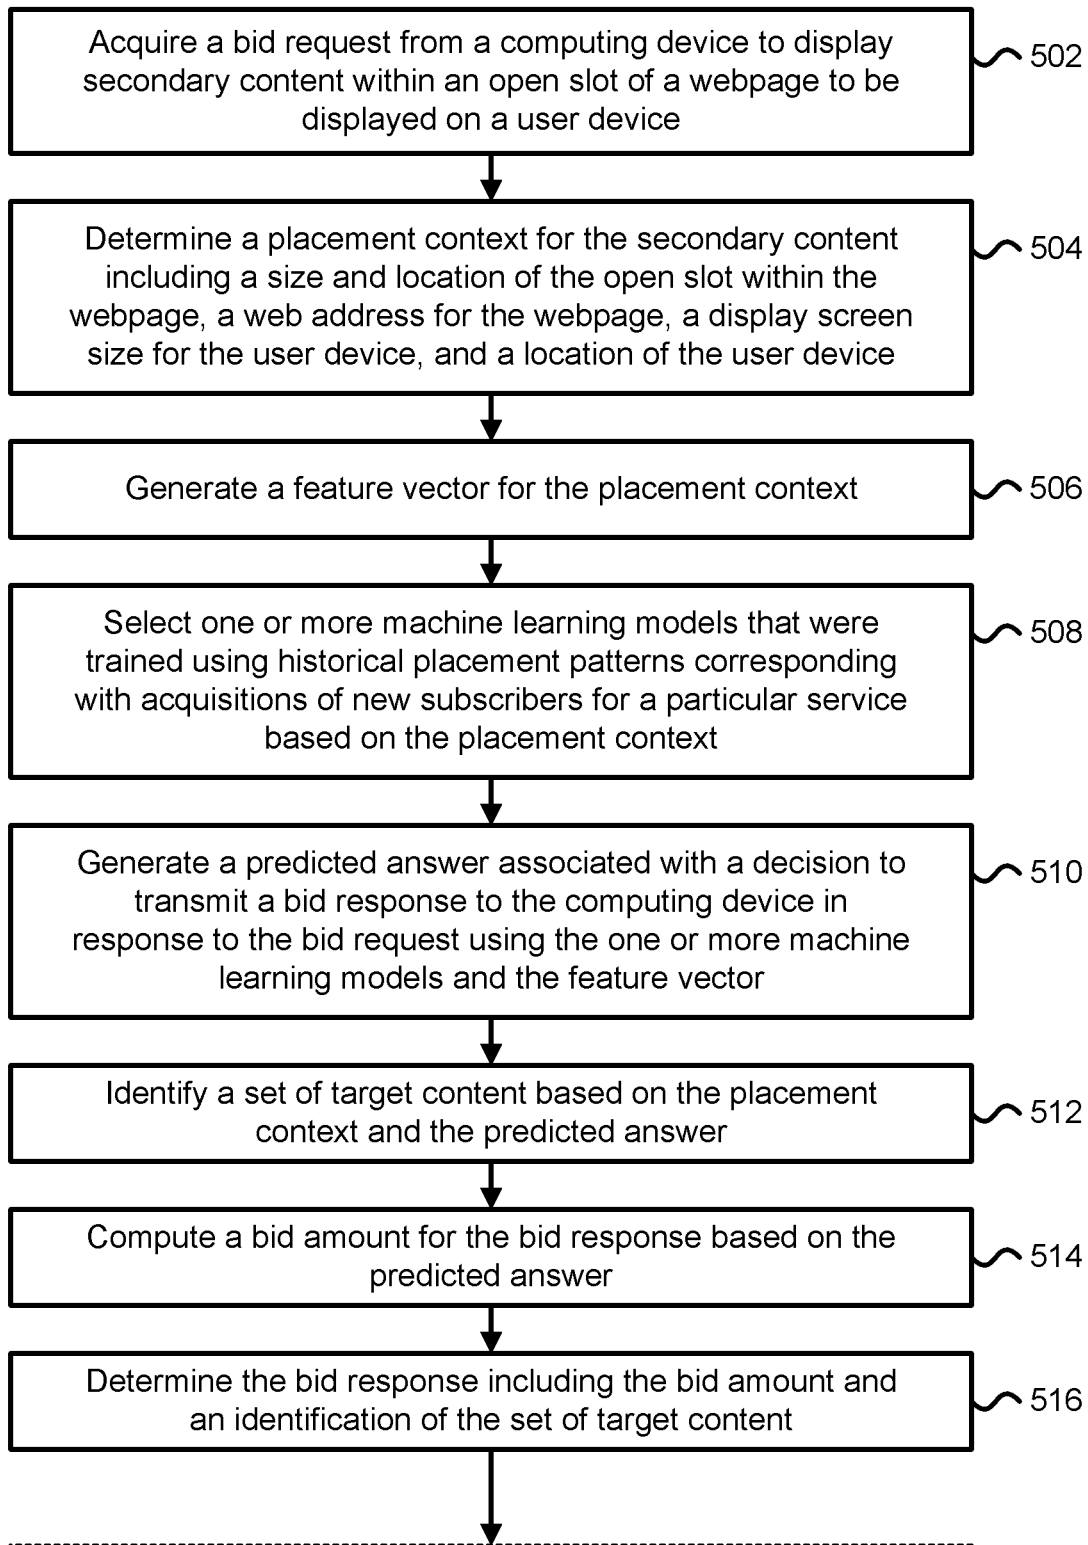 Acquire a bid request from a computing device to display
secondary content within an open slot of a webpage to be
displayed on a user device
502
Determine a placement context for the secondary content
including a size and location of the open slot within the
webpage, a web address for the webpage, a display screen
size for the user device, and a location of the user device
504
Generate a feature vector for the placement context
506
Select one or more machine learning models that were
trained using historical placement patterns corresponding
with acquisitions of new subscribers for a particular service
based on the placement context
508
Generate a predicted answer associated with a decision to
transmit a bid response to the computing device in
response to the bid request using the one or more machine
learning models and the feature vector
510
Identify a set of target content based on the placement
context and the predicted answer
512
Compute a bid amount for the bid response based on the
predicted answer
514
Determine the bid response including the bid amount and
an identification of the set of target content
516